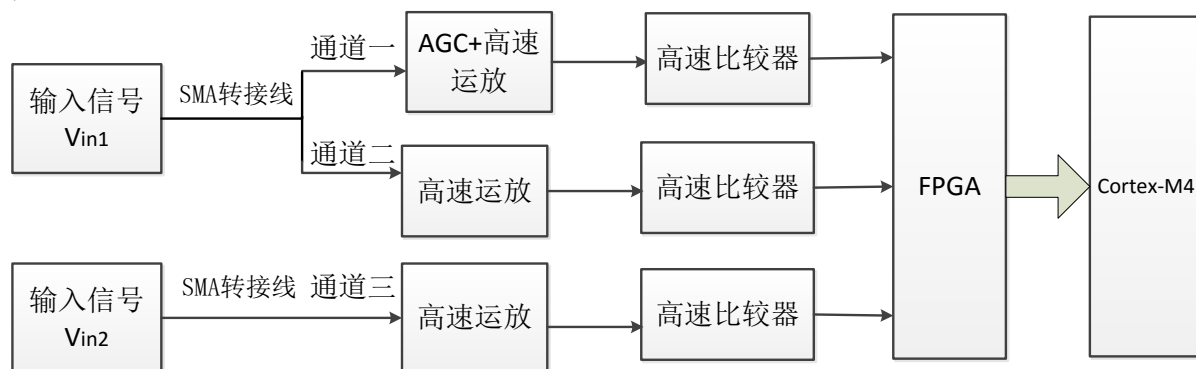 输入信号
Vin1
SMA转接线
通道一
AGC+高速
运放
高速比较器
通道二
高速运放
高速比较器
输入信号
Vin2
SMA转接线
通道三
高速运放
高速比较器
FPGA
Cortex-M4